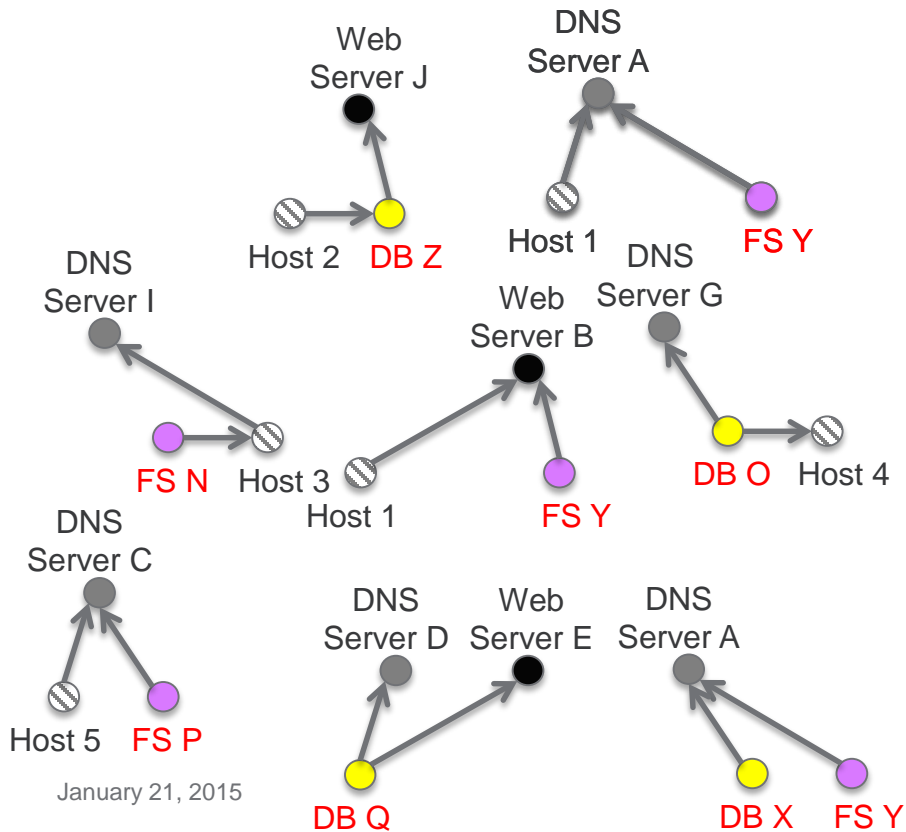 DNS
Server A
Web
Server J
Host 2
DB Z
Host 1
FS Y
DNS
Server I
Web
Server B
DNS
Server G
FS N
Host 3
Host 1
FS Y
DB O
Host 4
DNS
Server C
DNS
Server D
Web
Server E
DNS
Server A
Host 5
FS P
January 21, 2015
DB Q
DB X
FS Y